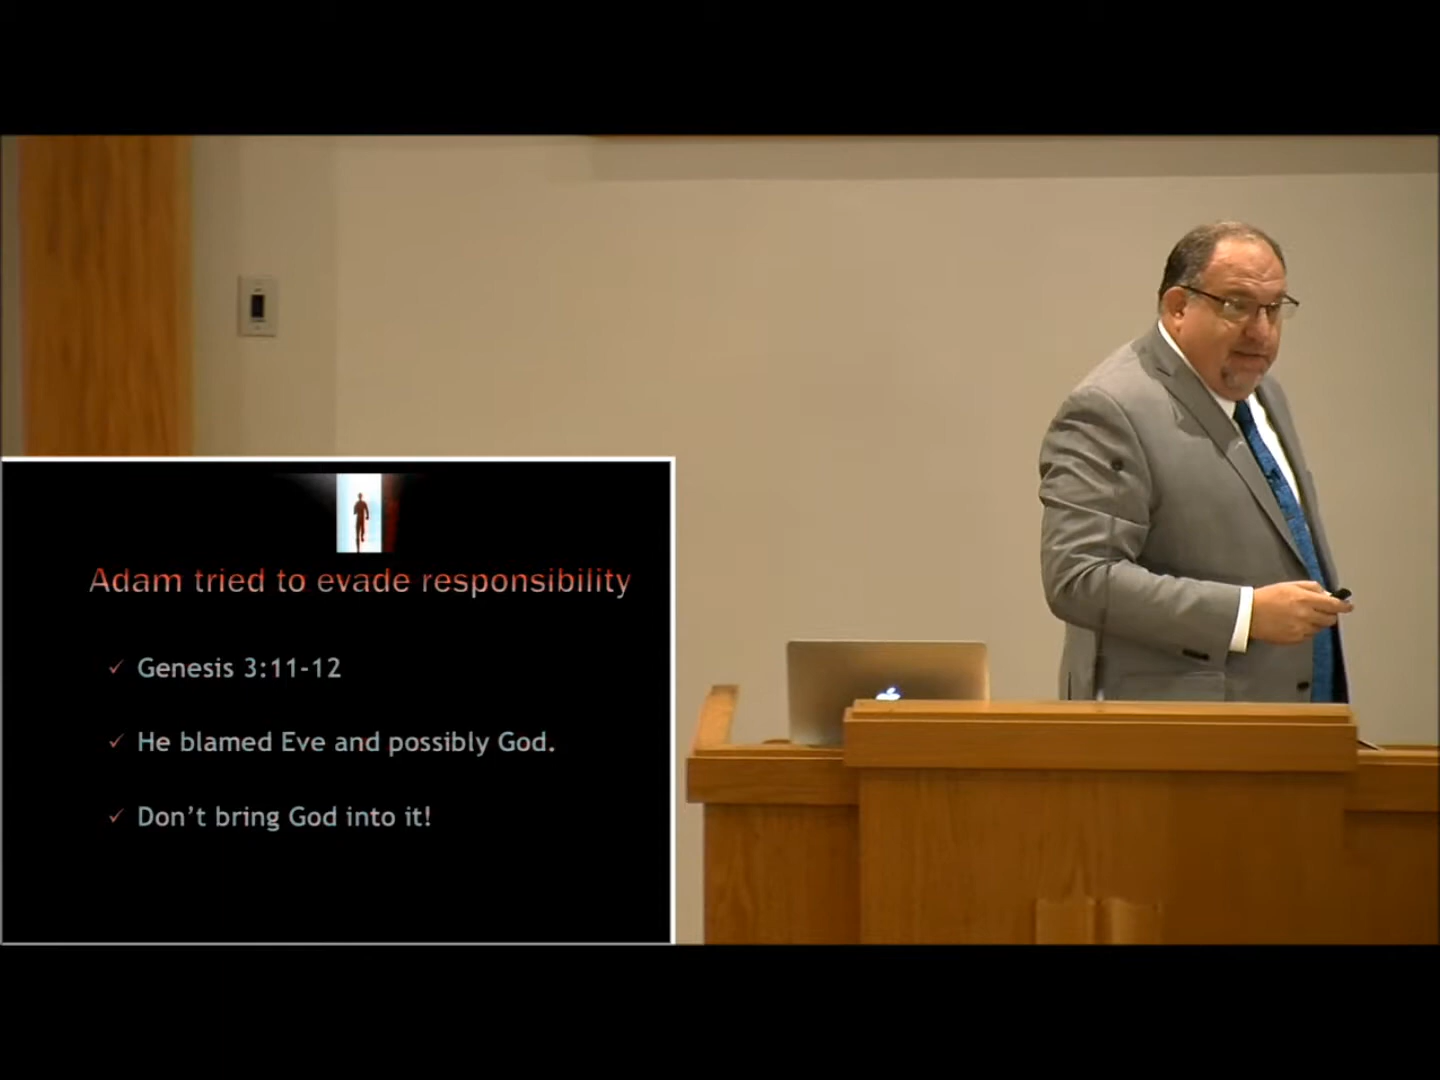 Adam tried to evade responsibility
Genesis 3:11-12
He blamed Eve and possibly God.
Don't bring God into it!